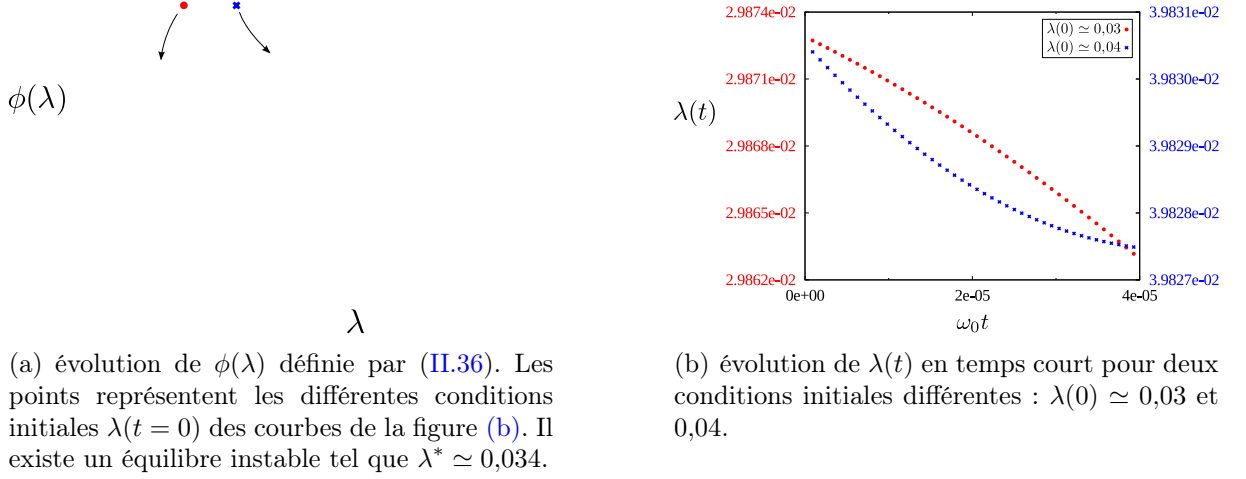 ϕ(λ)
λ
(a) évolution de ϕ(λ) définie par (II.36). Les
points représentent les différentes conditions
initiales λ(t = 0) des courbes de la figure (b). Il
existe un équilibre instable tel que λ* ≃ 0,034.
λ(t)
2.9874e-02
2.9871e-02
2.9868e-02
2.9865e-02
2.9862e-02
λ(0) ≃ 0,03
λ(0) ≃ 0,04
3.9831e-02
3.9830e-02
3.9829e-02
3.9828e-02
3.9827e-02
0e+00 2e-05 4e-05
ω₀t
(b) évolution de λ(t) en temps court pour deux
conditions initiales différentes : λ(0) ≃ 0,03 et
0,04.